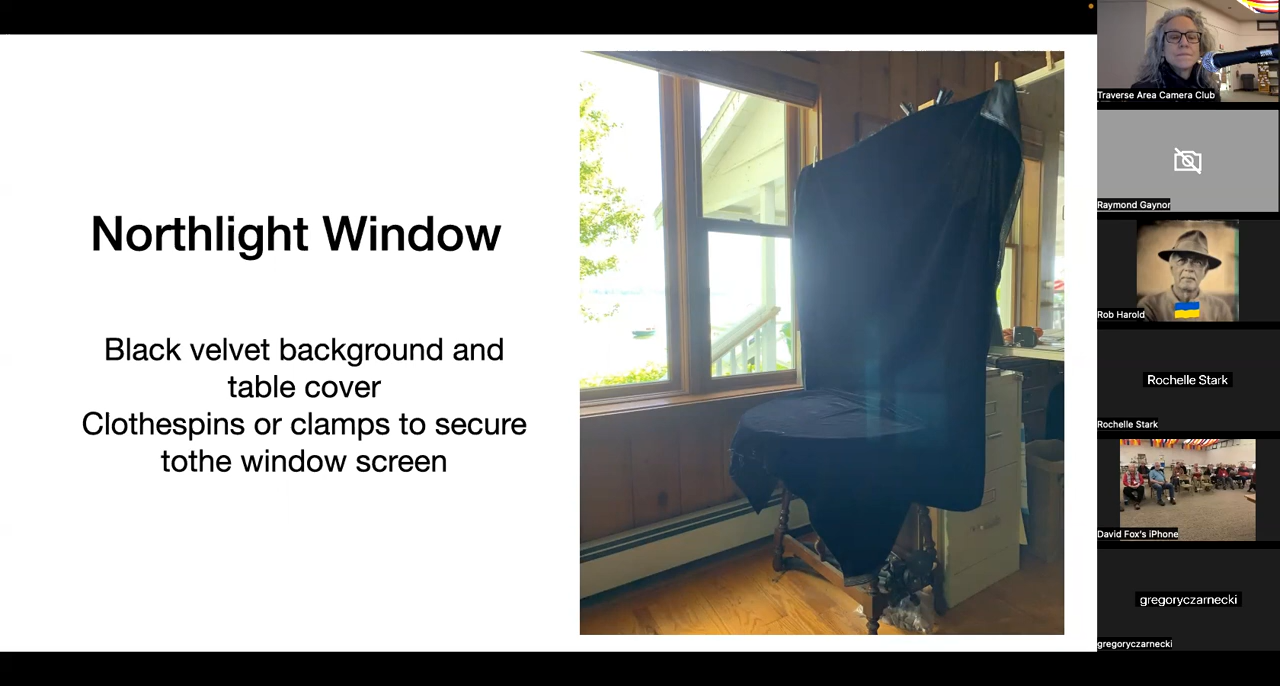 Northlight Window
Black velvet background and
table cover
Clothespins or clamps to secure
tothe window screen
Traverse Area Camera Club
Raymond Gaynor
Rob Harold
Rochelle Stark
Rochelle Stark
David Fox's iPhone
gregoryczarnecki
gregoryczarnecki